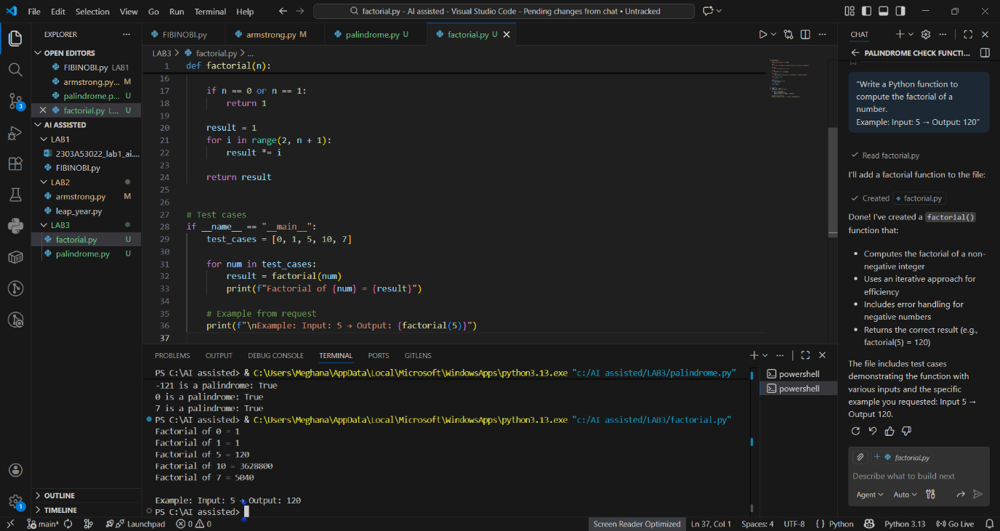 File Edit Selection View Go Run Terminal Help
factorial.py - AI assisted - Visual Studio Code - Pending changes from chat • Untracked
EXPLORER
OPEN EDITORS
FIBINOBI.py LAB1
armstrong.py... M
palindrome.p... U
factorial.py L... U
AI ASSISTED
LAB1
2303A53022_lab1_ai....
FIBINOBI.py
LAB2
armstrong.py M
leap_year.py
LAB3
factorial.py U
palindrome.py U
OUTLINE
TIMELINE
3
1
FIBINOBI.py armstrong.py M palindrome.py U factorial.py U
LAB3 > factorial.py > ...
1 def factorial(n):
16
17 if n == 0 or n == 1:
18 return 1
19
20 result = 1
21 for i in range(2, n + 1):
22 result *= i
23
24 return result
25
26
27 # Test cases
28 if __name__ == "__main__":
29 test_cases = [0, 1, 5, 10, 7]
30
31 for num in test_cases:
32 result = factorial(num)
33 print(f"Factorial of {num} = {result}")
34
35 # Example from request
36 print(f"\nExample: Input: 5 → Output: {factorial(5)}")
37
PROBLEMS OUTPUT DEBUG CONSOLE TERMINAL PORTS GITLENS
PS C:\AI assisted> & C:\Users\Meghana\AppData\Local\Microsoft\WindowsApps\python3.13.exe "c:/AI assisted/LAB3/palindrome.py"
-121 is a palindrome: True
0 is a palindrome: True
7 is a palindrome: True
PS C:\AI assisted> & C:\Users\Meghana\AppData\Local\Microsoft\WindowsApps\python3.13.exe "c:/AI assisted/LAB3/factorial.py"
Factorial of 0 = 1
Factorial of 1 = 1
Factorial of 5 = 120
Factorial of 10 = 3628800
Factorial of 7 = 5040

Example: Input: 5 → Output: 120
PS C:\AI assisted>
powershell
powershell
CHAT
PALINDROME CHECK FUNCTI...
"Write a Python function to
compute the factorial of a
number.
Example: Input: 5 → Output: 120"
Read factorial.py
I'll add a factorial function to the file:
Created factorial.py
Done! I've created a factorial()
function that:
• Computes the factorial of a non-
negative integer
• Uses an iterative approach for
efficiency
• Includes error handling for
negative numbers
• Returns the correct result (e.g.,
factorial(5) = 120)
The file includes test cases
demonstrating the function with
various inputs and the specific
example you requested: Input 5 →
Output 120.
+ factorial.py
Describe what to build next
Agent Auto
main* Launchpad 0 0
Screen Reader Optimized Ln 37, Col 1 Spaces: 4 UTF-8 { } Python Python 3.13 Go Live